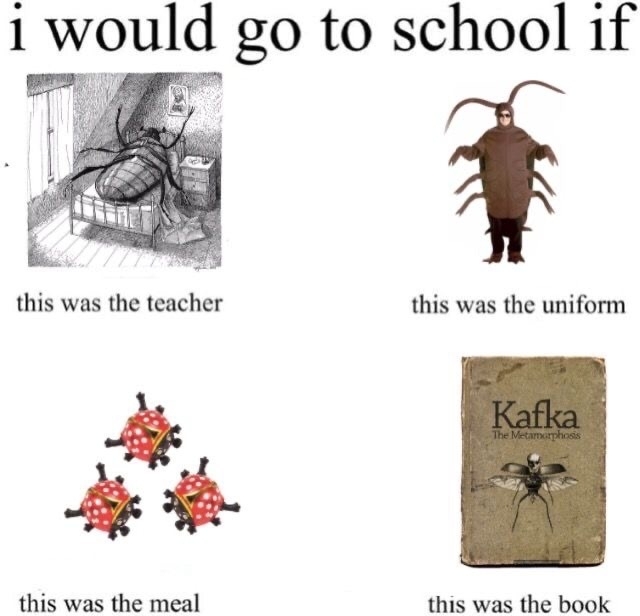 i would go to school if
this was the teacher
this was the uniform
Kafka
The Metamorphosis
this was the meal
this was the book